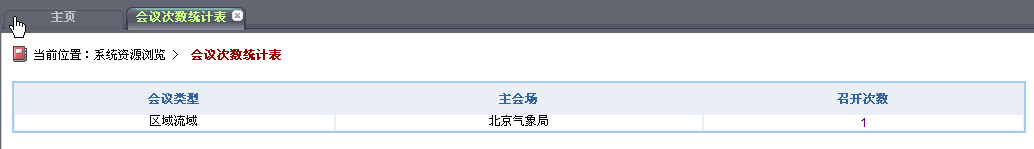 主页 会议次数统计表
当前位置：系统资源浏览 > 会议次数统计表
会议类型 主会场 召开次数
区域流域 北京气象局 1